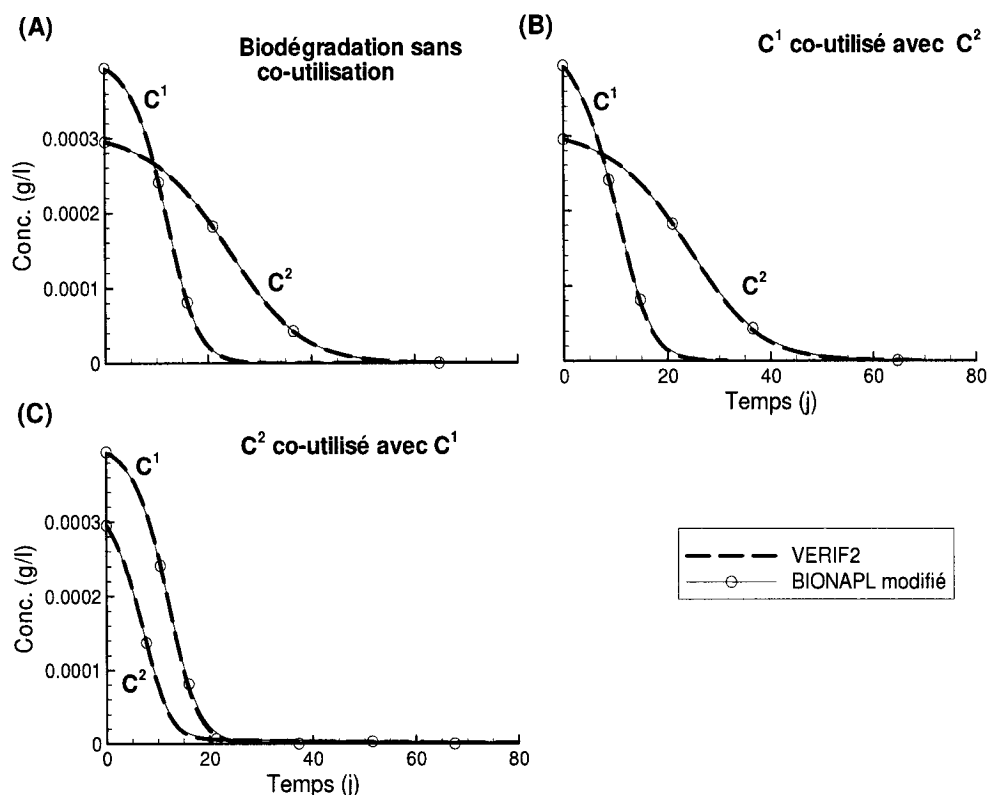 (A)
Biodégradation sans
co-utilisation
C¹
C²
0.0003
0.0002
0.0001
0
Conc. (g/l)
(B)
C¹ co-utilisé avec C²
C¹
C²
0 20 40 60 80
Temps (j)
(C)
C² co-utilisé avec C¹
C¹
C²
0.0003
0.0002
0.0001
0
Conc. (g/l)
0 20 40 60 80
Temps (j)
VERIF2
BIONAPL modifié